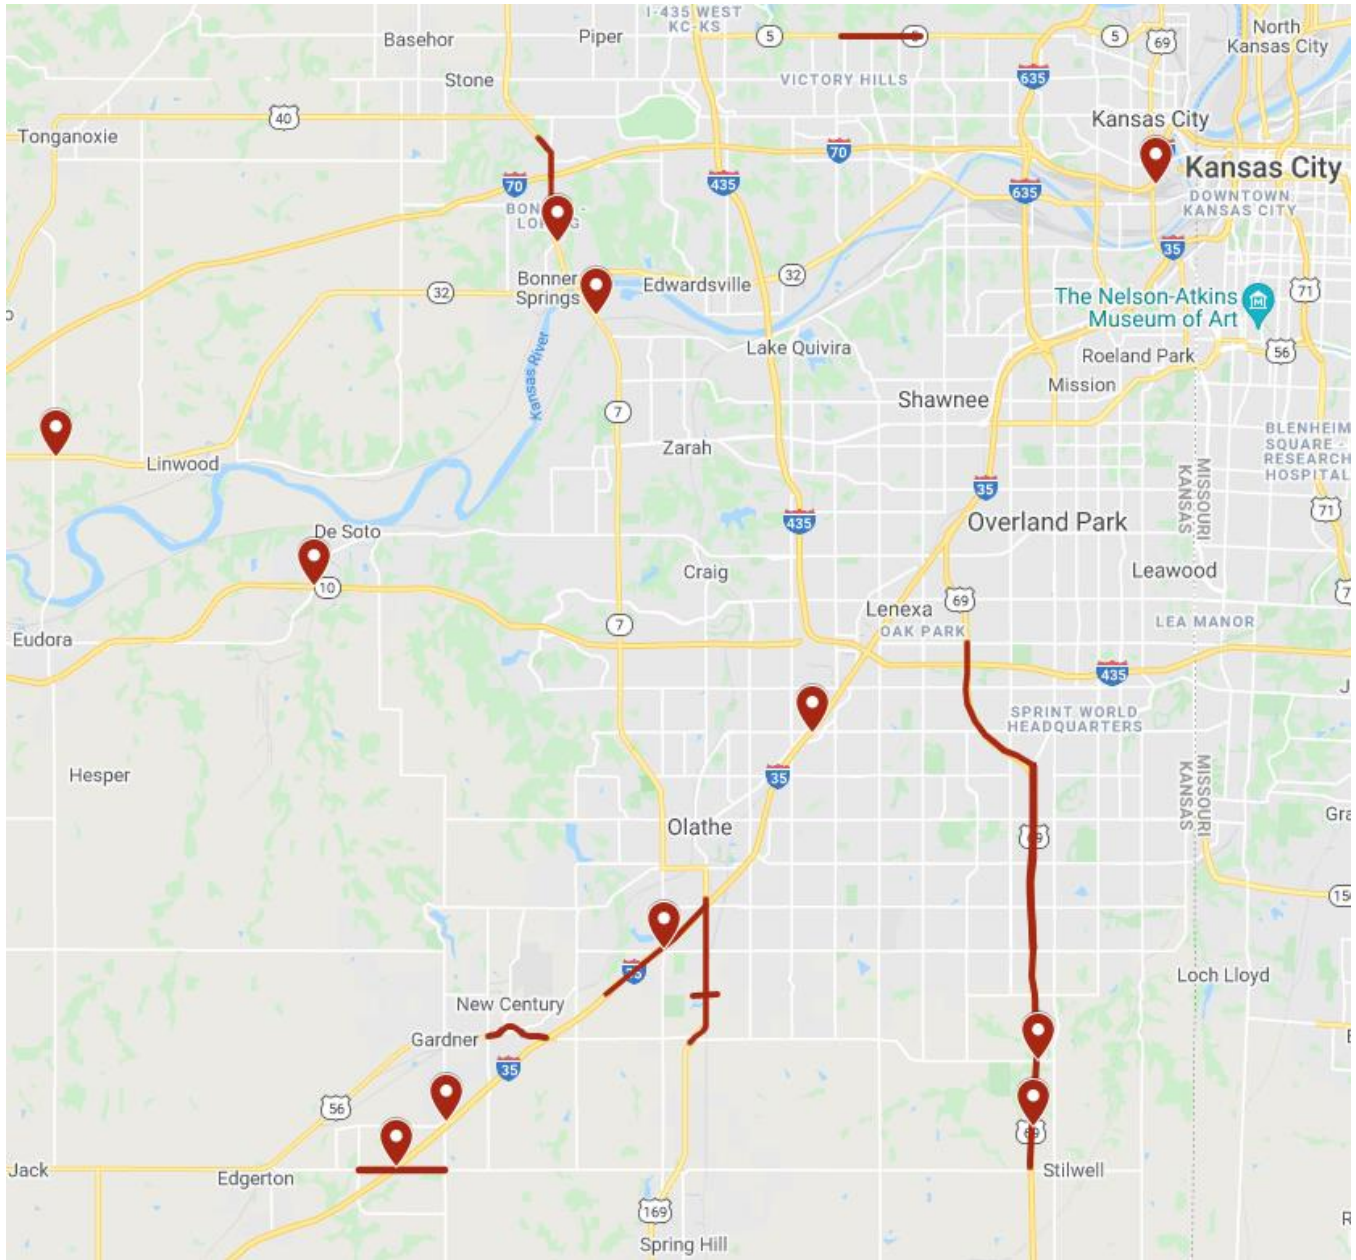 I-435 WEST
KC-KS
North
Kansas City
Basehor
Piper
5
5
69
Stone
VICTORY HILLS
635
40
Tonganoxie
Kansas City
70
Kansas City
70
435
635
DOWNTOWN
KANSAS CITY
35
Bonner
Springs
32
Edwardsville
32
71
The Nelson-Atkins
Museum of Art
Lake Quivira
Roeland Park
56
Mission
Kansas River
7
Shawnee
Zarah
BLENHEIM
SQUARE -
RESEARCH
HOSPITAL
Linwood
MISSOURI
KANSAS
35
71
435
Overland Park
De Soto
10
Craig
Leawood
69
Lenexa
OAK PARK
7
LEA MANOR
Eudora
435
SPRINT WORLD
HEADQUARTERS
Hesper
35
MISSOURI
KANSAS
Olathe
69
Loch Lloyd
35
New Century
Gardner
35
56
69
Jack
Edgerton
Stilwell
169
Spring Hill